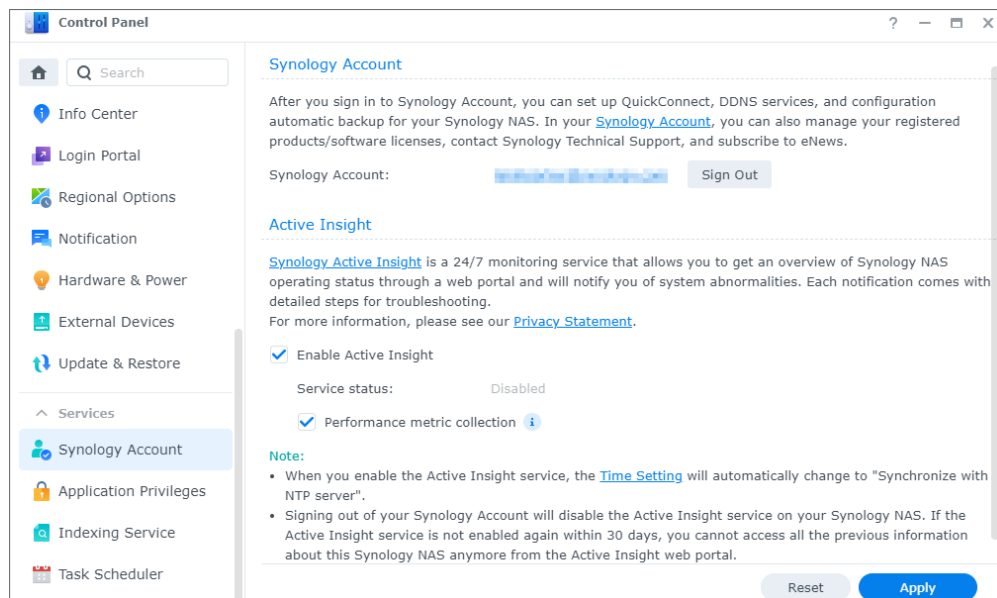 Control Panel
Search
Info Center
Login Portal
Regional Options
Notification
Hardware & Power
External Devices
Update & Restore
Services
Synology Account
Application Privileges
Indexing Service
Task Scheduler
Synology Account
After you sign in to Synology Account, you can set up QuickConnect, DDNS services, and configuration
automatic backup for your Synology NAS. In your Synology Account, you can also manage your registered
products/software licenses, contact Synology Technical Support, and subscribe to eNews.
Synology Account:
Sign Out
Active Insight
Synology Active Insight is a 24/7 monitoring service that allows you to get an overview of Synology NAS
operating status through a web portal and will notify you of system abnormalities. Each notification comes with
detailed steps for troubleshooting.
For more information, please see our Privacy Statement.
Enable Active Insight
Service status: Disabled
Performance metric collection i
Note:
• When you enable the Active Insight service, the Time Setting will automatically change to "Synchronize with
NTP server".
• Signing out of your Synology Account will disable the Active Insight service on your Synology NAS. If the
Active Insight service is not enabled again within 30 days, you cannot access all the previous information
about this Synology NAS anymore from the Active Insight web portal.
Reset
Apply